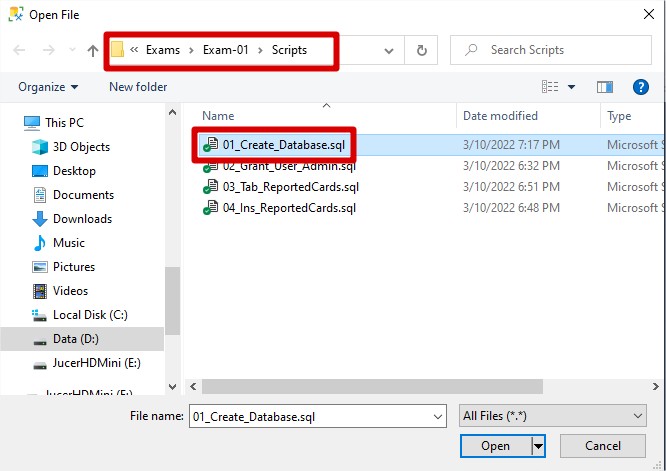 Open File
« Exams > Exam-01 > Scripts
Search Scripts
Organize
New folder
Name Date modified Type
This PC
3D Objects
Desktop
Documents
Downloads
Music
Pictures
Videos
Local Disk (C:)
Data (D:)
JucerHDMini (E:)
JucerHDMini (E:)
01_Create_Database.sql 3/10/2022 7:17 PM Microsoft S
02_Grant_User_Admin.sql 3/10/2022 6:32 PM Microsoft S
03_Tab_ReportedCards.sql 3/10/2022 6:51 PM Microsoft S
04_Ins_ReportedCards.sql 3/10/2022 6:48 PM Microsoft S
File name: 01_Create_Database.sql All Files (*.*)
Open Cancel